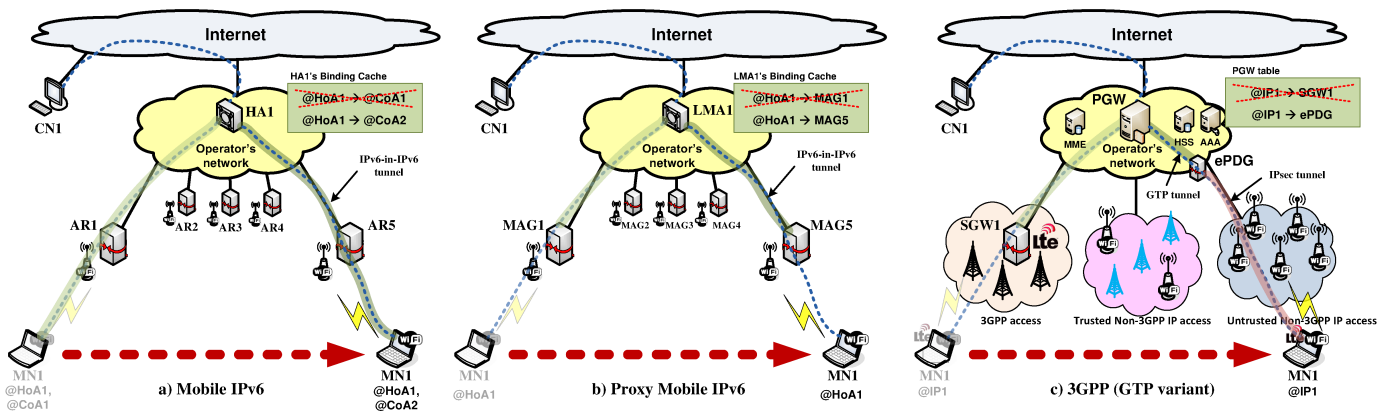 Internet
HA1's Binding Cache
@HoA1 → @CoA1
@HoA1 → @CoA2
CN1
HA1
Operator's
network
IPv6-in-IPv6
tunnel
AR1
AR2
AR3
AR4
AR5
WiFi
MN1
@HoA1,
@CoA1
MN1
@HoA1,
@CoA2
a) Mobile IPv6
Internet
LMA1's Binding Cache
@HoA1 → MAG1
@HoA1 → MAG5
CN1
LMA1
Operator's
network
IPv6-in-IPv6
tunnel
MAG1
MAG2
MAG3
MAG4
MAG5
WiFi
MN1
@HoA1
MN1
@HoA1
b) Proxy Mobile IPv6
Internet
PGW table
@IP1 → SGW1
@IP1 → ePDG
CN1
PGW
MME
HSS
AAA
Operator's
network
ePDG
GTP tunnel
IPsec tunnel
SGW1
Lte
WiFi
3GPP access
Trusted Non-3GPP IP access
Untrusted Non-3GPP IP access
MN1
@IP1
MN1
@IP1
c) 3GPP (GTP variant)